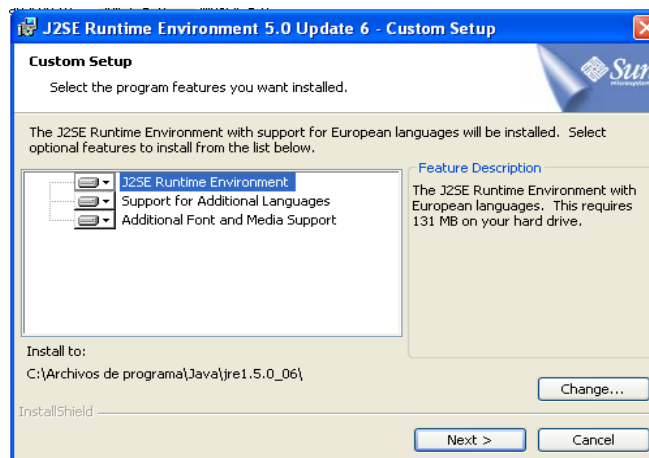 J2SE Runtime Environment 5.0 Update 6 - Custom Setup
Custom Setup
Select the program features you want installed.
Sun
microsystems
The J2SE Runtime Environment with support for European languages will be installed. Select
optional features to install from the list below.
J2SE Runtime Environment
Support for Additional Languages
Additional Font and Media Support
Feature Description
The J2SE Runtime Environment with
European languages. This requires
131 MB on your hard drive.
Install to:
C:\Archivos de programa\Java\jre1.5.0_06\
Change...
InstallShield
Next >
Cancel